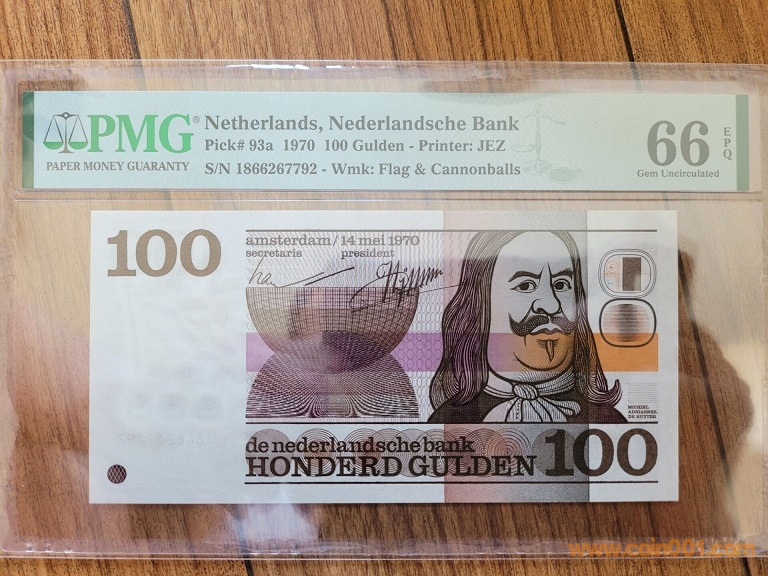 PMG®
PAPER MONEY GUARANTY
Netherlands, Nederlandsche Bank
Pick# 93a 1970 100 Gulden - Printer: JEZ
S/N 1866267792 - Wmk: Flag & Cannonballs
66
EPQ
Gem Uncirculated
100
amsterdam/14 mei 1970
secretaris president
MICHIEL
ADRIAENSZ.
DE RUYTER
de nederlandsche bank
HONDERD GULDEN 100
www.coin001.com